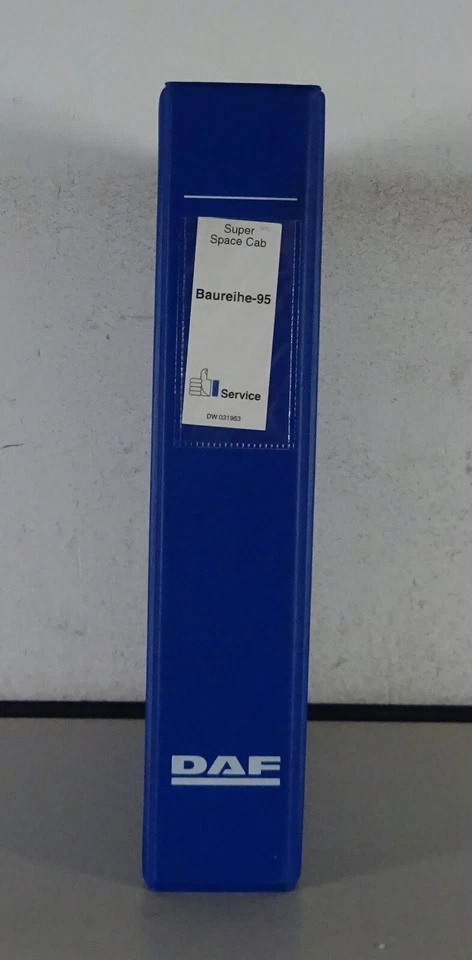 Super
Space Cab
Baureihe-95
Service
DW 031963
DAF